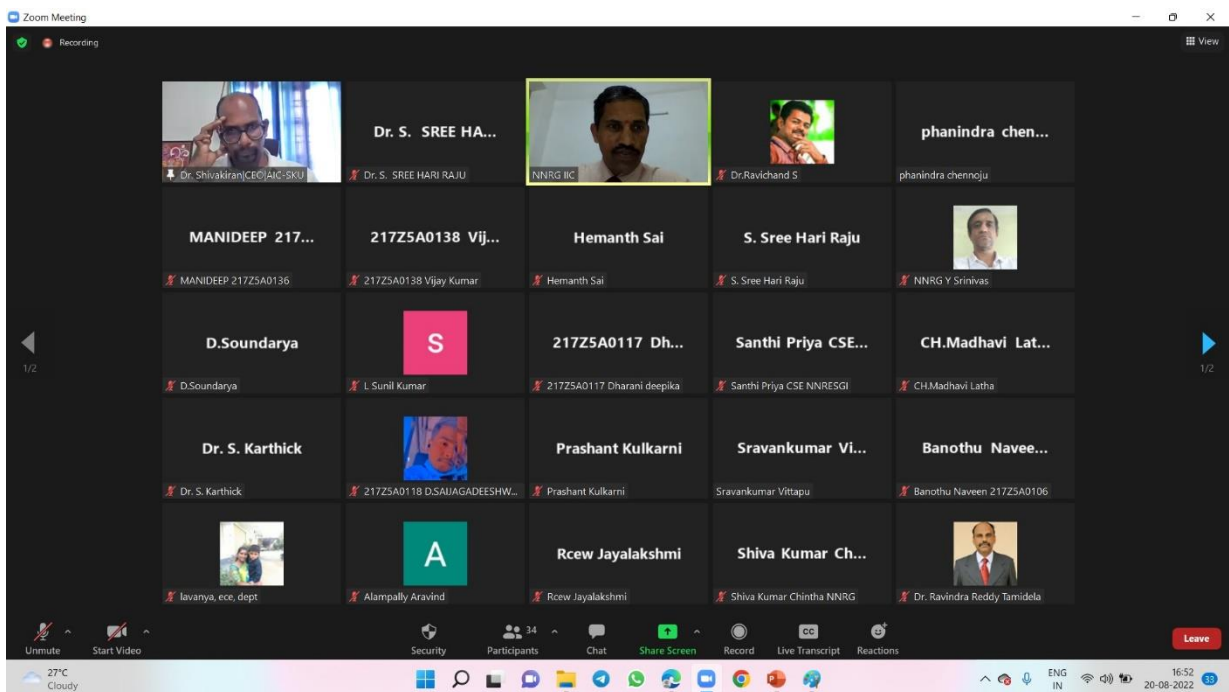 Zoom Meeting
Recording
View
Dr. Shivakiran|CEO|AIC-SKU
Dr. S. SREE HA...
Dr. S. SREE HARI RAJU
NNRG IIC
Dr.Ravichand S
phanindra chen...
phanindra chennoju
MANIDEEP 217...
MANIDEEP 217Z5A0136
217Z5A0138 Vij...
217Z5A0138 Vijay Kumar
Hemanth Sai
Hemanth Sai
S. Sree Hari Raju
S. Sree Hari Raju
NNRG Y Srinivas
1/2
D.Soundarya
D.Soundarya
S
L Sunil Kumar
217Z5A0117 Dh...
217Z5A0117 Dharani deepika
Santhi Priya CSE...
Santhi Priya CSE NNRESGI
CH.Madhavi Lat...
CH.Madhavi Latha
1/2
Dr. S. Karthick
Dr. S. Karthick
217Z5A0118 D.SAIJAGADEESHW...
Prashant Kulkarni
Prashant Kulkarni
Sravankumar Vi...
Sravankumar Vittapu
Banothu Navee...
Banothu Naveen 217Z5A0106
lavanya, ece, dept
A
Alampally Aravind
Rcew Jayalakshmi
Rcew Jayalakshmi
Shiva Kumar Ch...
Shiva Kumar Chintha NNRG
Dr. Ravindra Reddy Tamidela
Unmute
Start Video
Security
34
Participants
Chat
Share Screen
Record
CC
Live Transcript
Reactions
Leave
27°C
Cloudy
ENG
IN
16:52
20-08-2022
33